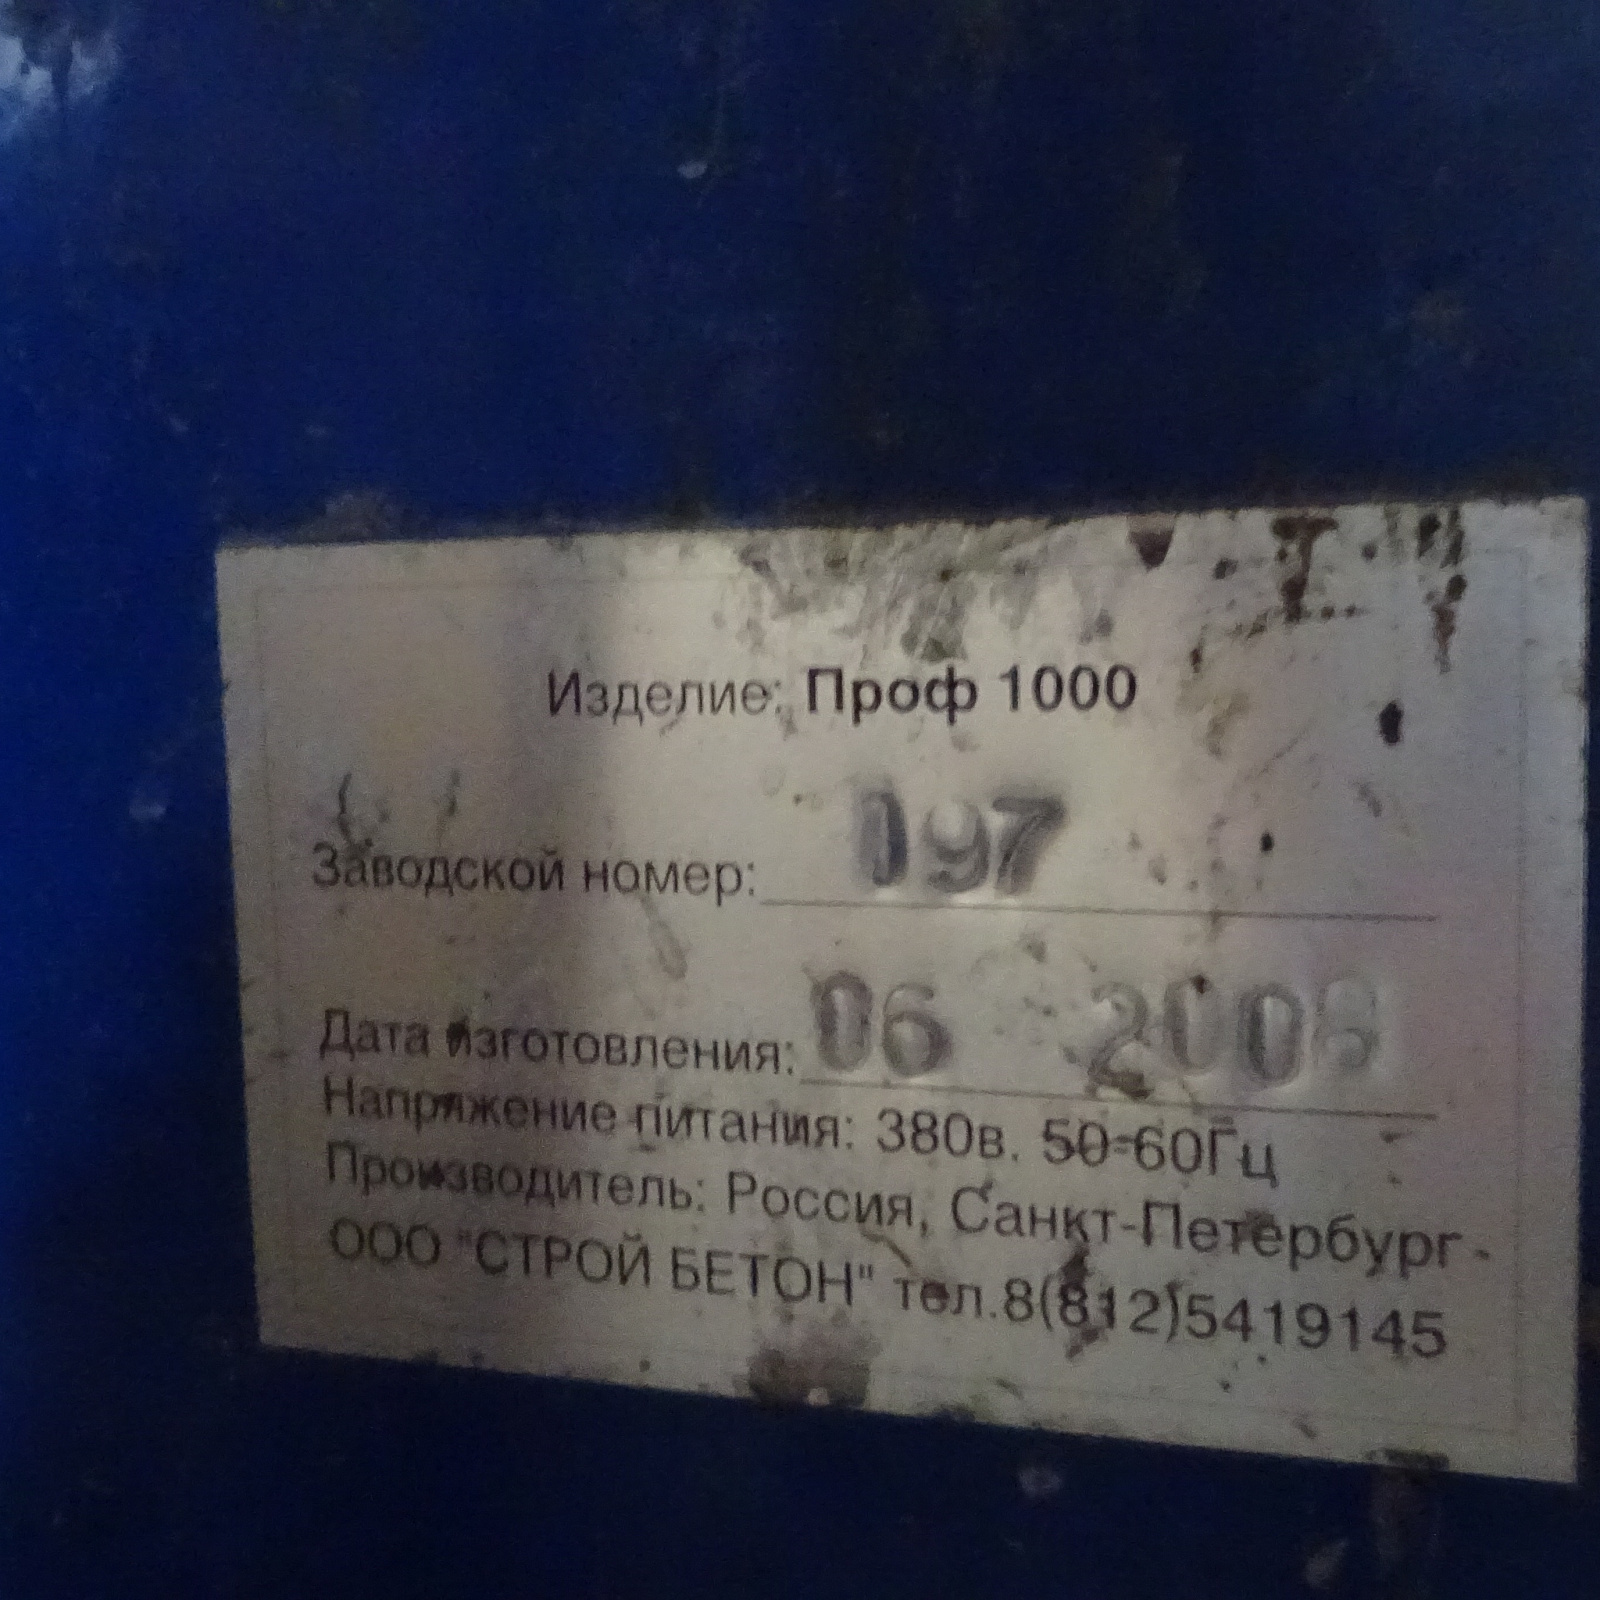 Изделие: Проф 1000
Заводской номер: 097
Дата изготовления: 06
Напряжение питания: 380в. 50-60Гц
Производитель: Россия, Санкт-Петербург
ООО "СТРОЙ БЕТОН" тел.8(812)5419145